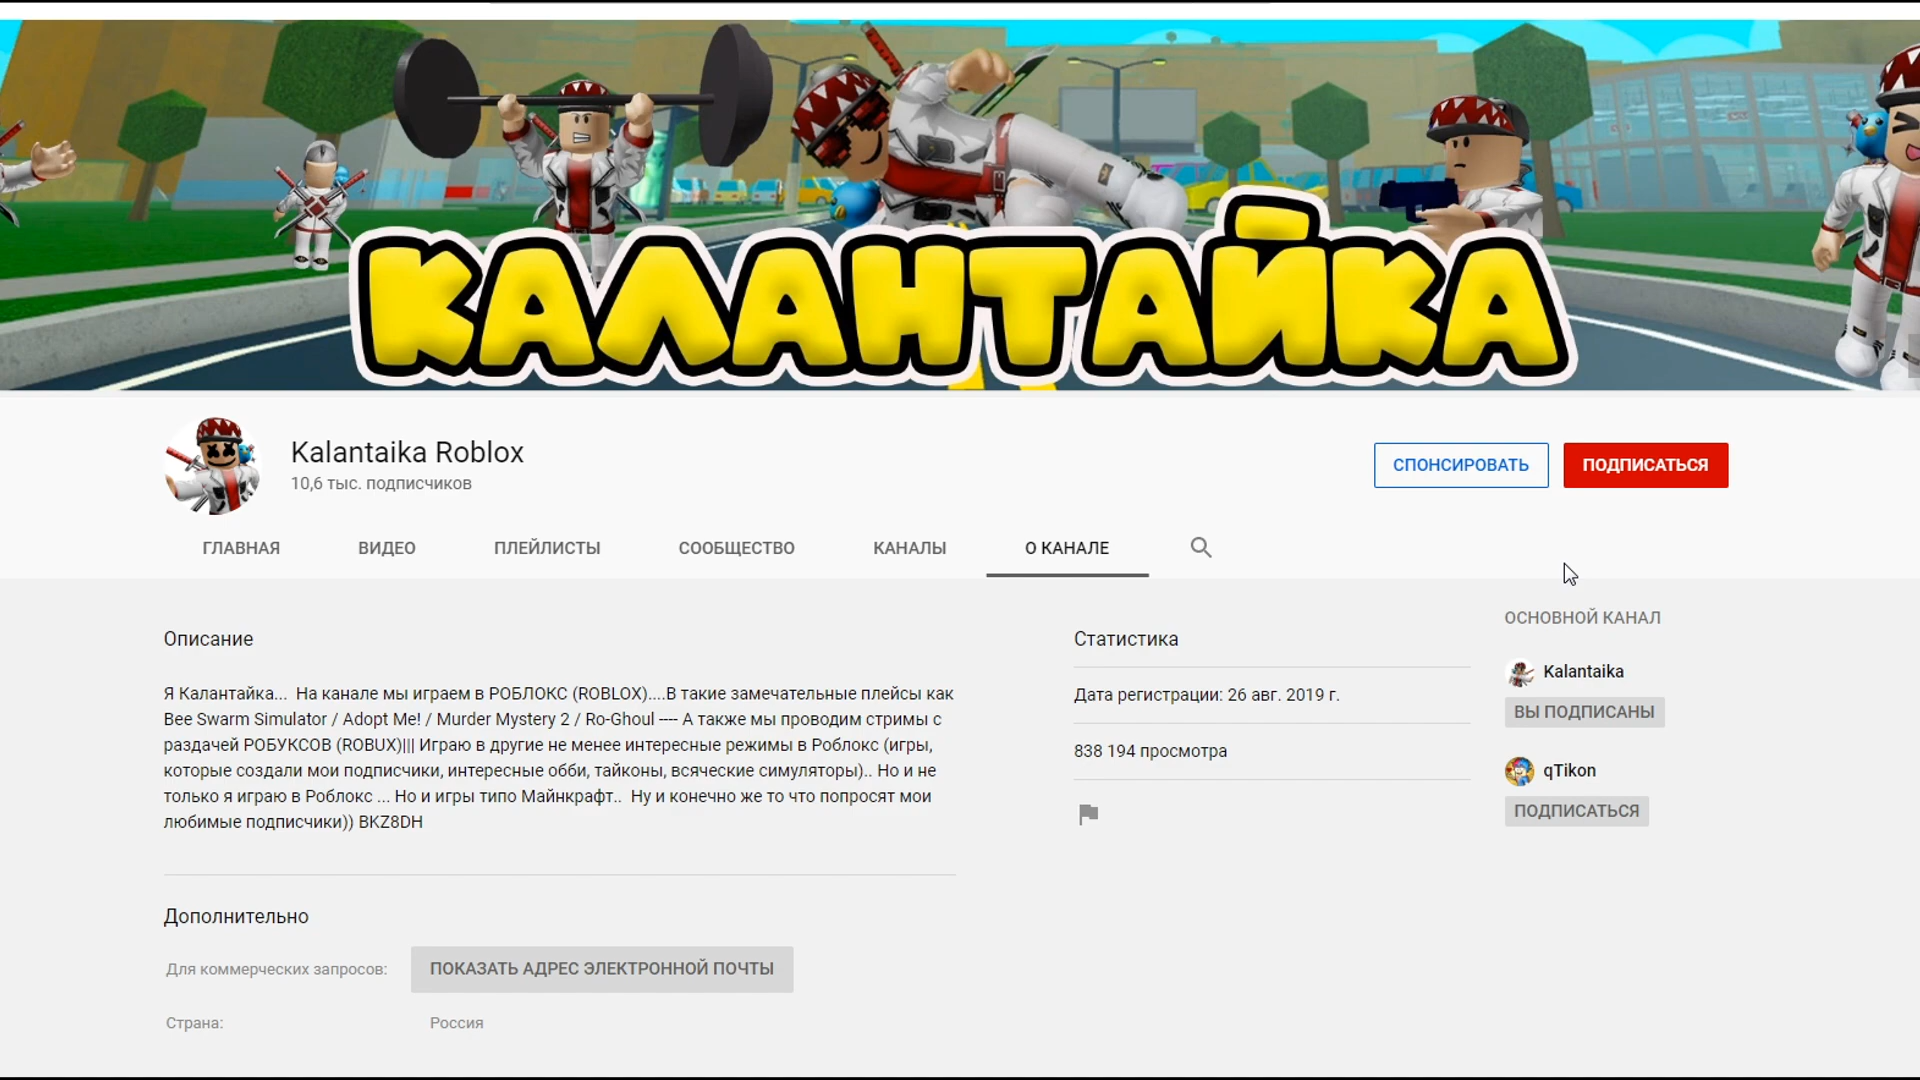 КАЛАНТАЙКА
Kalantaika Roblox
10,6 тыс. подписчиков
СПОНСИРОВАТЬ
ПОДПИСАТЬСЯ
ГЛАВНАЯ
ВИДЕО
ПЛЕЙЛИСТЫ
СООБЩЕСТВО
КАНАЛЫ
О КАНАЛЕ
Описание
Я Калантайка... На канале мы играем в РОБЛОКС (ROBLOX)....В такие замечательные плейсы как
Bee Swarm Simulator / Adopt Me! / Murder Mystery 2 / Ro-Ghoul ---- А также мы проводим стримы с
раздачей РОБУКСОВ (ROBUX)||| Играю в другие не менее интересные режимы в Роблокс (игры,
которые создали мои подписчики, интересные обби, тайконы, всяческие симуляторы).. Но и не
только я играю в Роблокс ... Но и игры типо Майнкрафт.. Ну и конечно же то что попросят мои
любимые подписчики)) BKZ8DH
Дополнительно
Для коммерческих запросов:
ПОКАЗАТЬ АДРЕС ЭЛЕКТРОННОЙ ПОЧТЫ
Страна:
Россия
Статистика
Дата регистрации: 26 авг. 2019 г.
838 194 просмотра
ОСНОВНОЙ КАНАЛ
Kalantaika
ВЫ ПОДПИСАНЫ
qTikon
ПОДПИСАТЬСЯ